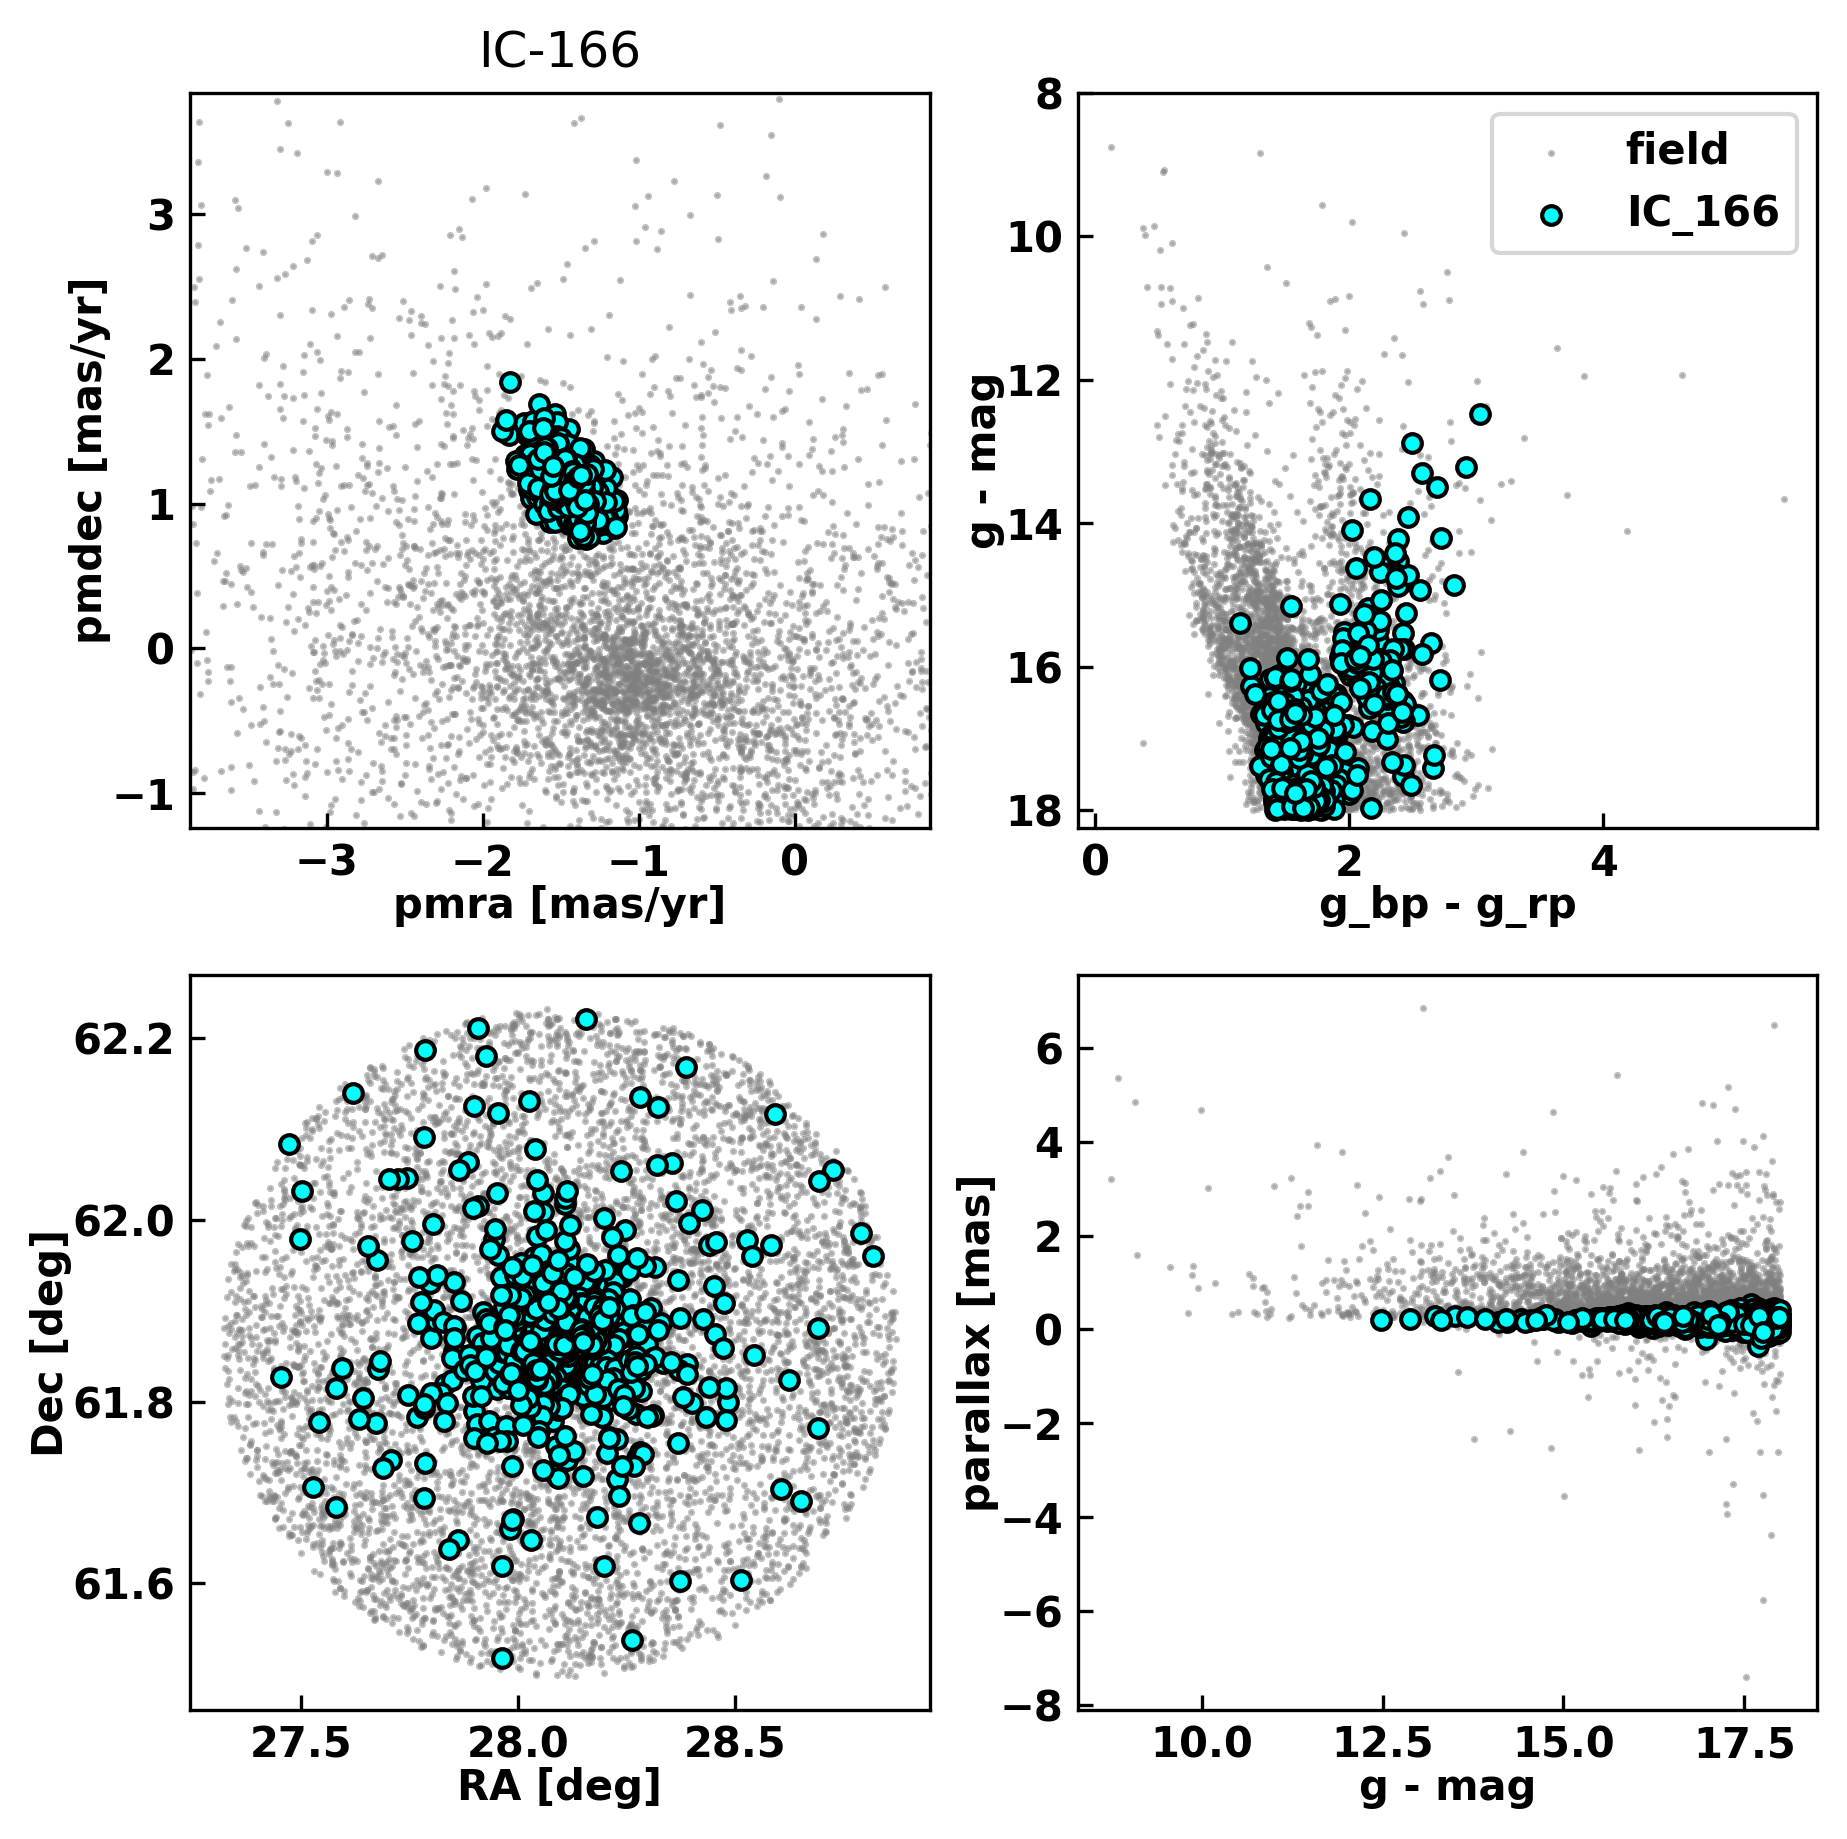 IC-166
3
2
1
0
−1
−3 −2 −1 0
pmra [mas/yr]
pmdec [mas/yr]
8
10
12
14
16
18
0 2 4
g_bp - g_rp
g - mag
field
IC_166
62.2
62.0
61.8
61.6
27.5 28.0 28.5
RA [deg]
Dec [deg]
6
4
2
0
−2
−4
−6
−8
10.0 12.5 15.0 17.5
g - mag
parallax [mas]